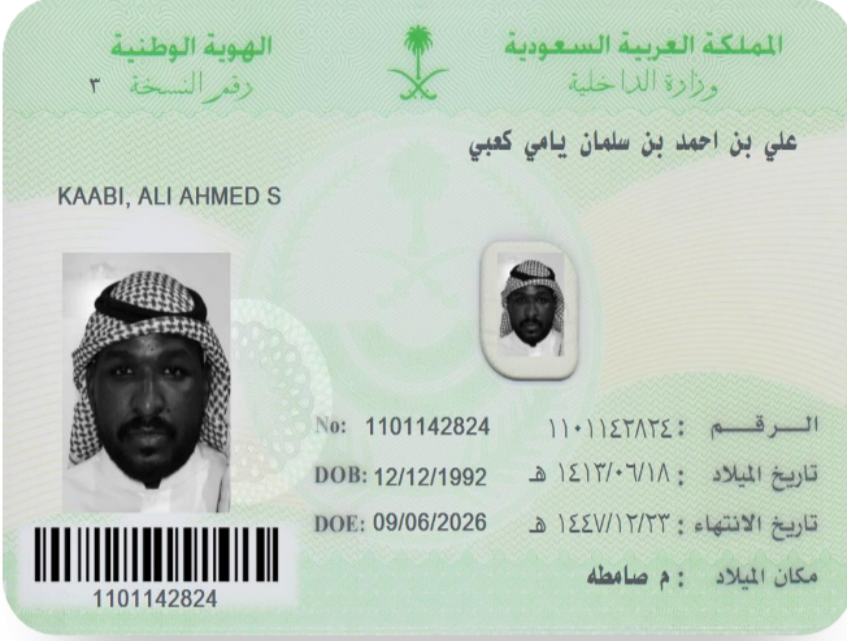 المملكة العربية السعودية
وزارة الداخلية
الهوية الوطنية
رقم النسخة ٣
علي بن احمد بن سلمان يامي كعبي
KAABI, ALI AHMED S
الـــرقـــم : ١١٠١١٤٢٨٢٤ No: 1101142824
تاريخ الميلاد : ١٤١٣/٠٦/١٨ هـ DOB: 12/12/1992
تاريخ الانتهاء : ١٤٤٧/١٢/٢٣ هـ DOE: 09/06/2026
مكان الميلاد : م صامطه
1101142824